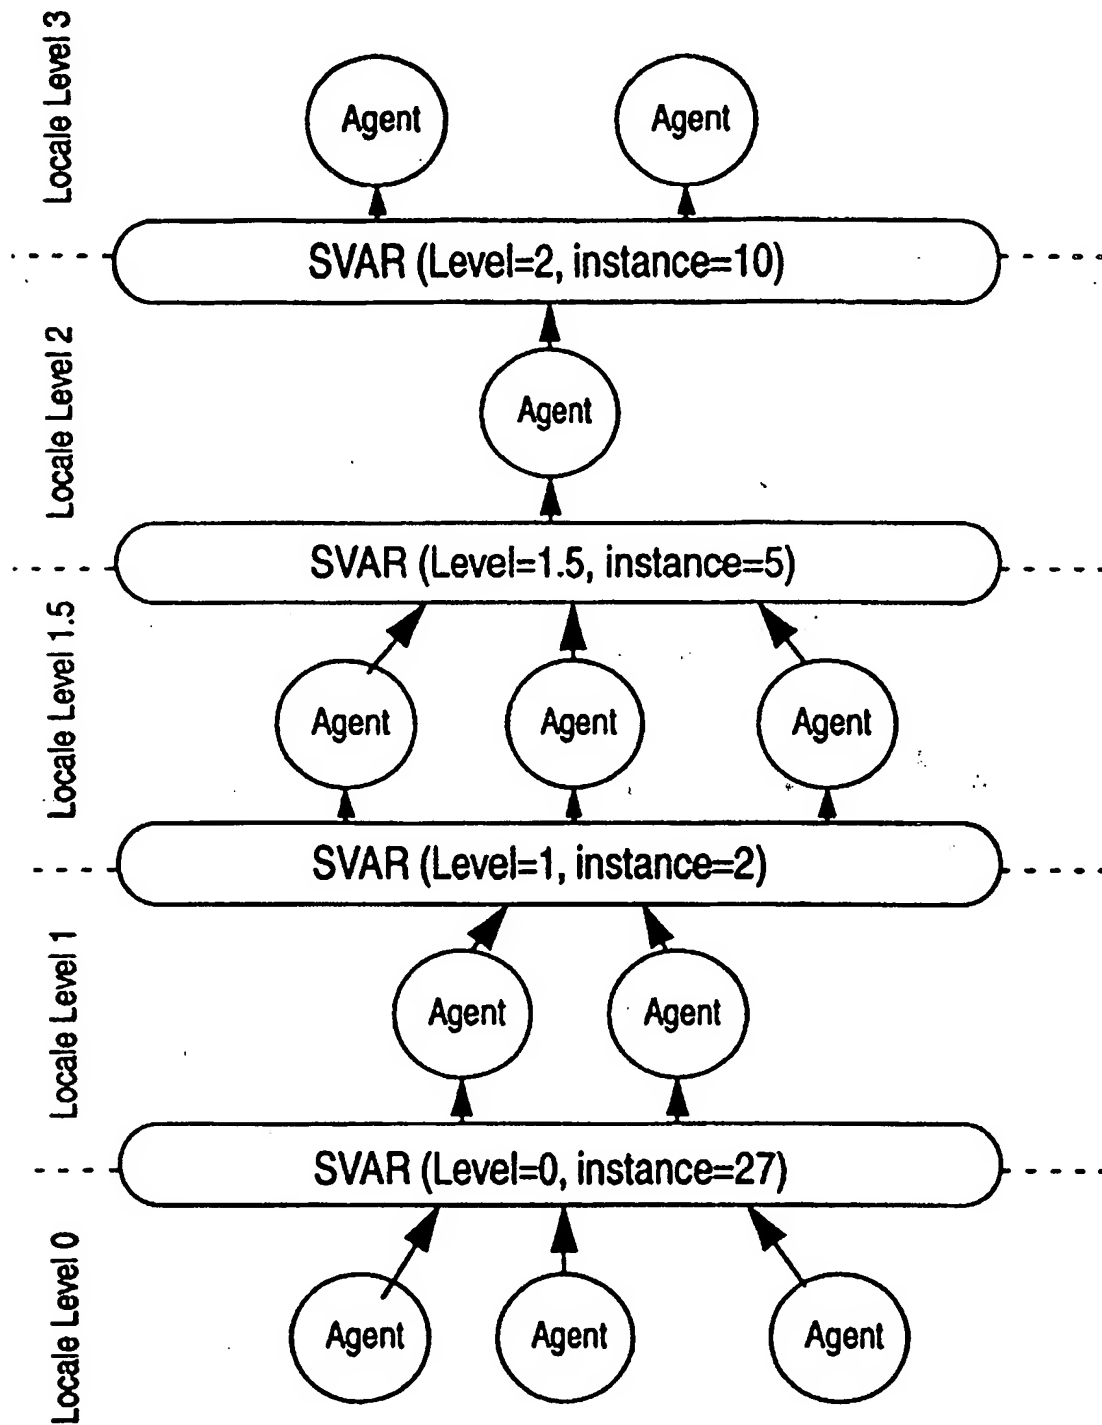 Locale Level 3
Agent
Agent
SVAR (Level=2, instance=10)
Locale Level 2
Agent
SVAR (Level=1.5, instance=5)
Locale Level 1.5
Agent
Agent
Agent
SVAR (Level=1, instance=2)
Locale Level 1
Agent
Agent
SVAR (Level=0, instance=27)
Locale Level 0
Agent
Agent
Agent